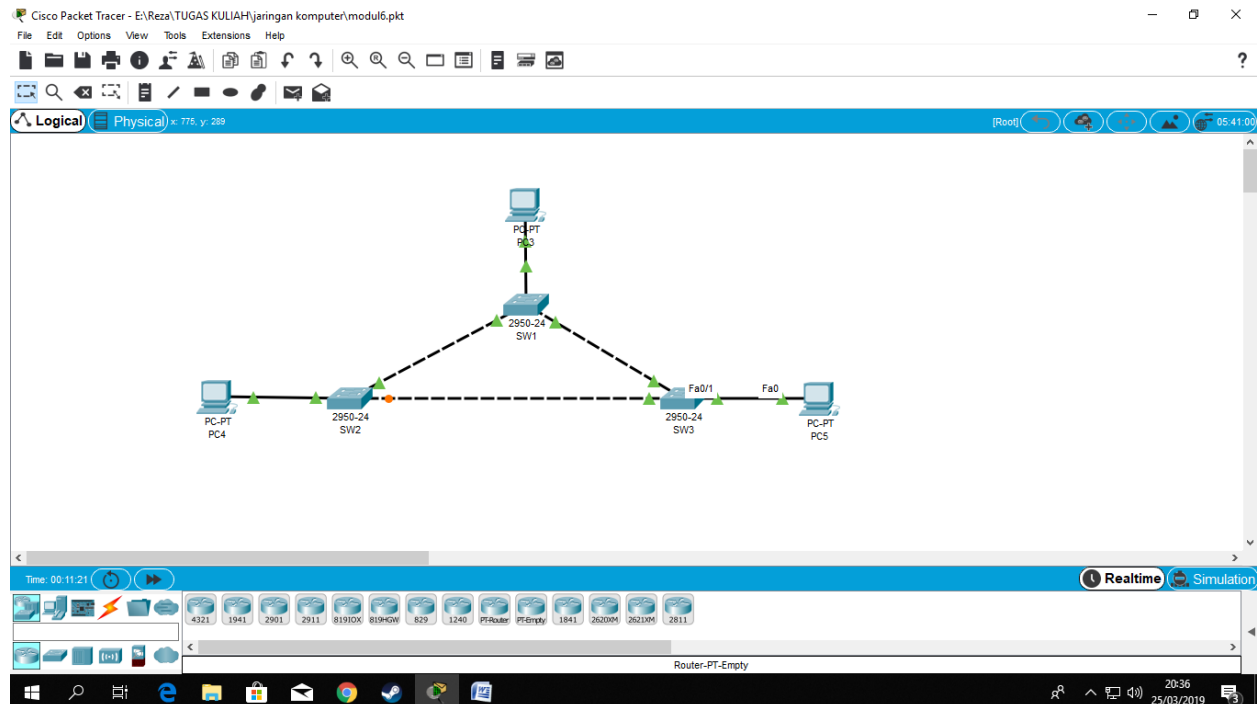 Cisco Packet Tracer - E:\Reza\TUGAS KULIAH\jaringan komputer\modul6.pkt
File Edit Options View Tools Extensions Help
?
Logical Physical x: 775, y: 289 [Root] 05:41:00
PC-PT
PC3
2950-24
SW1
Fa0/1 Fa0
PC-PT
PC4
2950-24
SW2
2950-24
SW3
PC-PT
PC5
Time: 00:11:21 Realtime Simulation
4321 1941 2901 2911 819IOX 819HGW 829 1240 PT-Router PT-Empty 1841 2620XM 2621XM 2811
Router-PT-Empty
20:36
25/03/2019
3